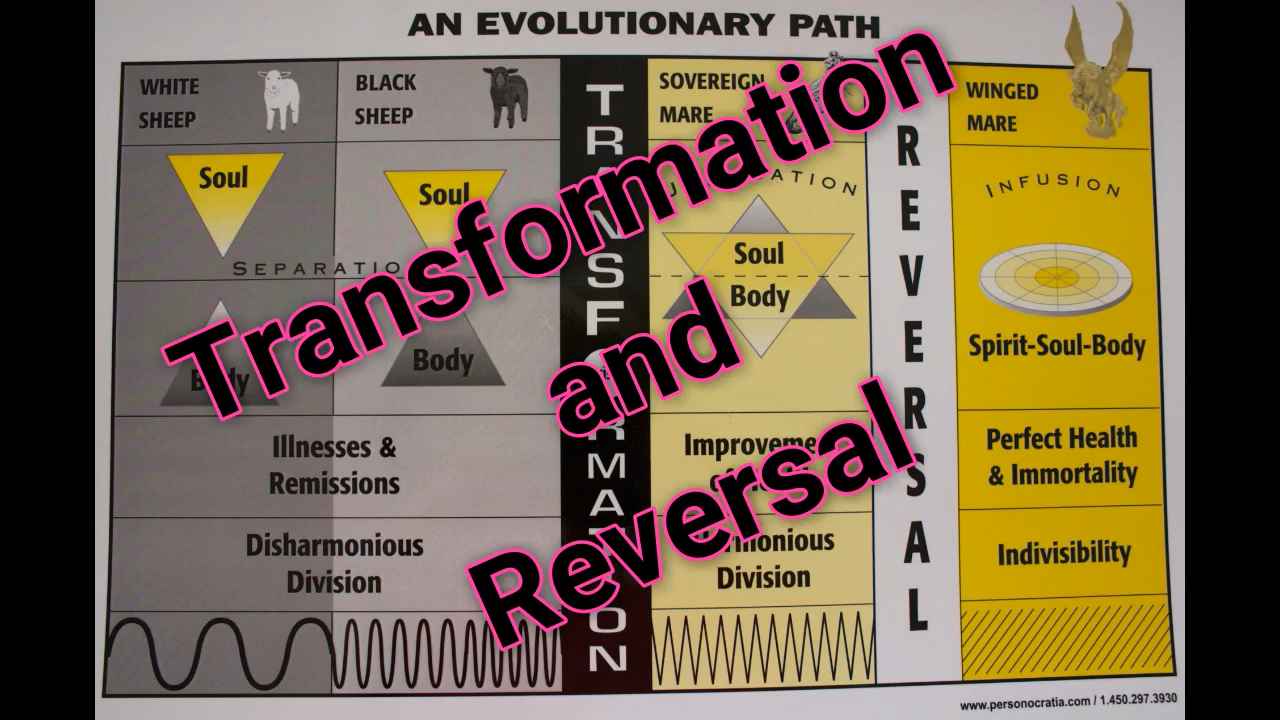 AN EVOLUTIONARY PATH
WHITE
SHEEP
BLACK
SHEEP
SOVEREIGN
MARE
WINGED
MARE
Soul
Body
SEPARATIO
Soul
Body
Illnesses &
Remissions
Disharmonious
Division
TRANSFORMATION
Soul
Body
Division
REVERSAL
INFUSION
Spirit-Soul-Body
Perfect Health
& Immortality
Indivisibility
Transformation
and
Reversal
www.personocratia.com / 1.450.297.3930